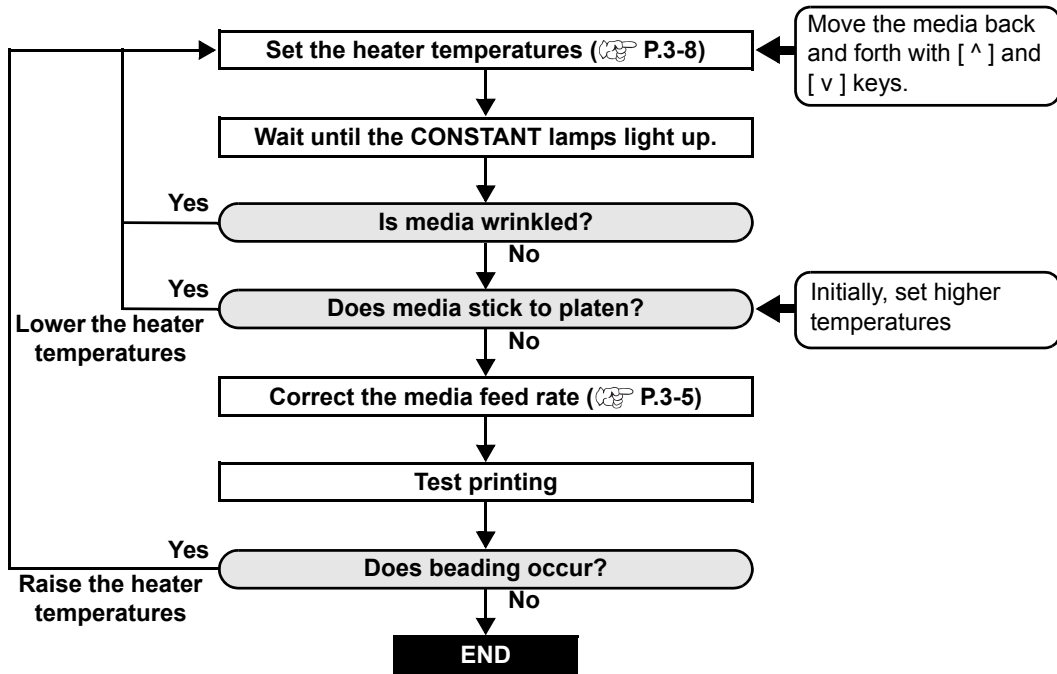 Set the heater temperatures (☞ P.3-8)
Move the media back
and forth with [ ^ ] and
[ v ] keys.
Wait until the CONSTANT lamps light up.
Yes
Is media wrinkled?
No
Yes
Does media stick to platen?
Initially, set higher
temperatures
Lower the heater
temperatures
No
Correct the media feed rate (☞ P.3-5)
Test printing
Yes
Does beading occur?
Raise the heater
temperatures
No
END